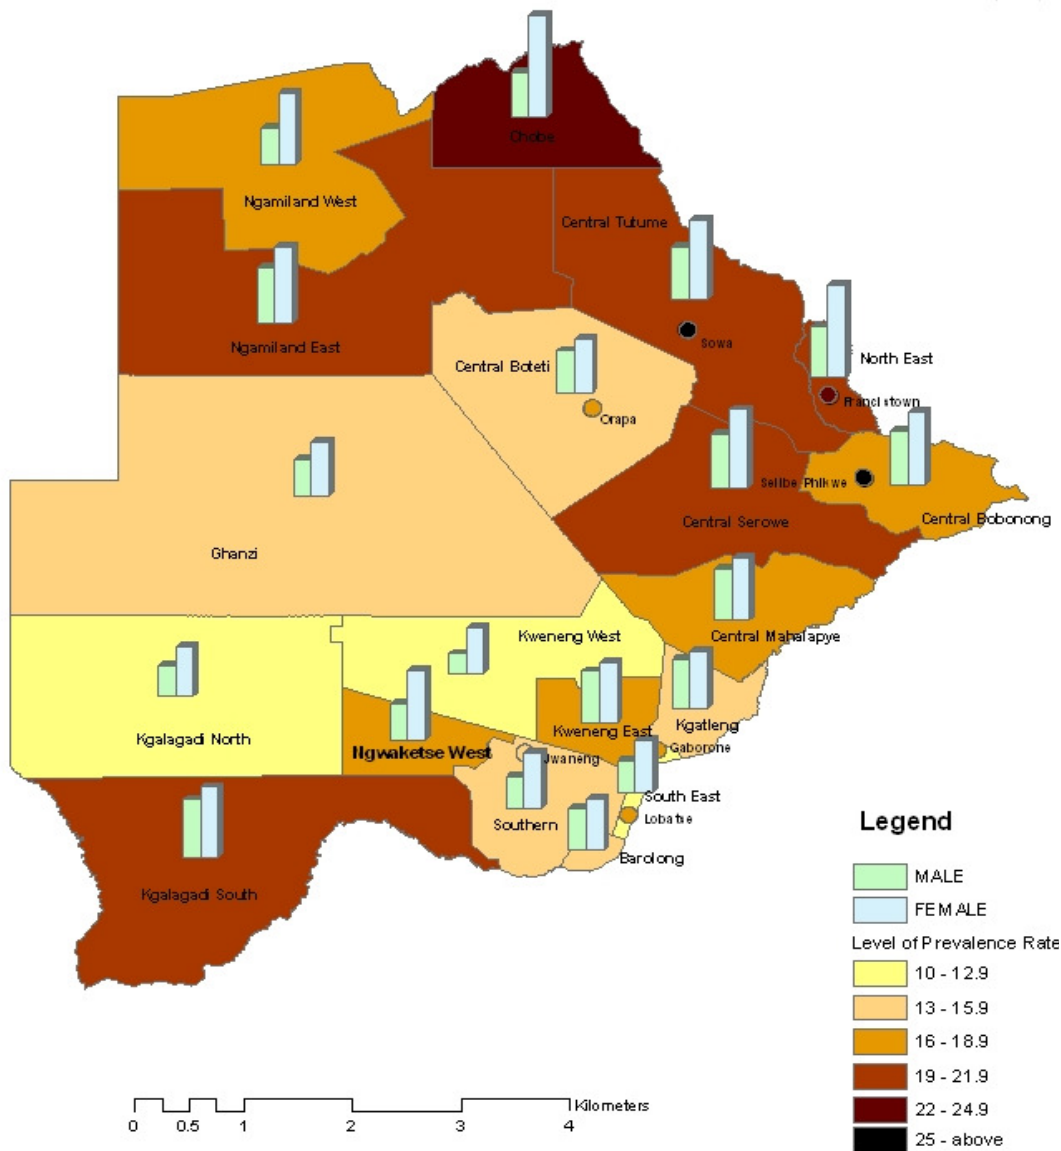 Chobe
Ngamiland West
Central Tutume
Ngamiland East
Sowa
North East
Central Boteti
Francistown
Orapa
Selibe Phikwe
Central Bobonong
Central Serowe
Ghanzi
Kweneng West
Central Mahalapye
Kgalagadi North
Kgatleng
Kweneng East
Ngwaketse West
Gaborone
Jwaneng
South East
Lobatse
Southern
Barolong
Kgalagadi South
Legend
MALE
FEMALE
Level of Prevalence Rate
10 - 12.9
13 - 15.9
16 - 18.9
19 - 21.9
22 - 24.9
25 - above
Kilometers
0 0.5 1 2 3 4